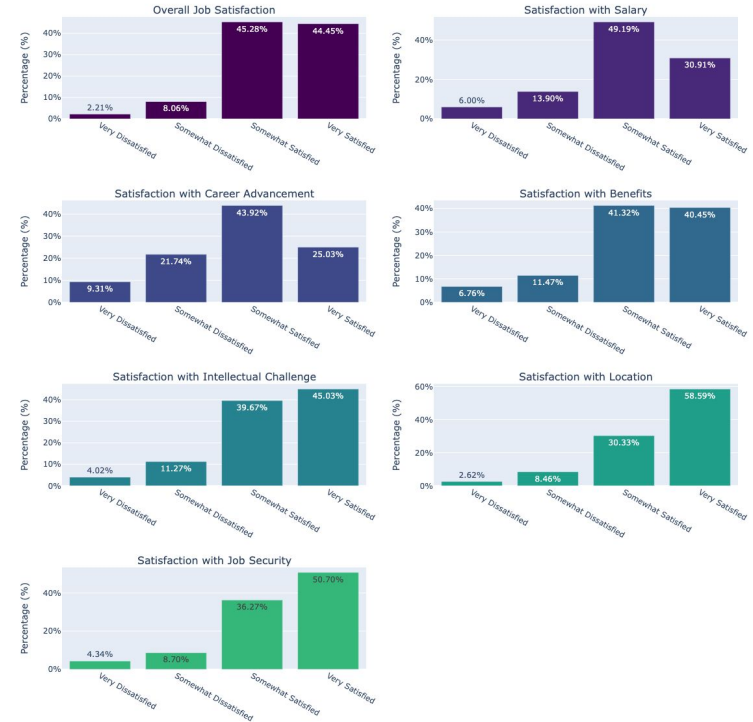 Overall Job Satisfaction
Percentage (%)
40%
30%
20%
10%
0%
2.21%
8.06%
45.28%
44.45%
Very Dissatisfied
Somewhat Dissatisfied
Somewhat Satisfied
Very Satisfied
Satisfaction with Salary
Percentage (%)
40%
20%
0%
6.00%
13.90%
49.19%
30.91%
Very Dissatisfied
Somewhat Dissatisfied
Somewhat Satisfied
Very Satisfied
Satisfaction with Career Advancement
Percentage (%)
40%
30%
20%
10%
0%
9.31%
21.74%
43.92%
25.03%
Very Dissatisfied
Somewhat Dissatisfied
Somewhat Satisfied
Very Satisfied
Satisfaction with Benefits
Percentage (%)
40%
30%
20%
10%
0%
6.76%
11.47%
41.32%
40.45%
Very Dissatisfied
Somewhat Dissatisfied
Somewhat Satisfied
Very Satisfied
Satisfaction with Intellectual Challenge
Percentage (%)
40%
30%
20%
10%
0%
4.02%
11.27%
39.67%
45.03%
Very Dissatisfied
Somewhat Dissatisfied
Somewhat Satisfied
Very Satisfied
Satisfaction with Location
Percentage (%)
60%
40%
20%
0%
2.62%
8.46%
30.33%
58.59%
Very Dissatisfied
Somewhat Dissatisfied
Somewhat Satisfied
Very Satisfied
Satisfaction with Job Security
Percentage (%)
40%
20%
0%
4.34%
8.70%
36.27%
50.70%
Very Dissatisfied
Somewhat Dissatisfied
Somewhat Satisfied
Very Satisfied